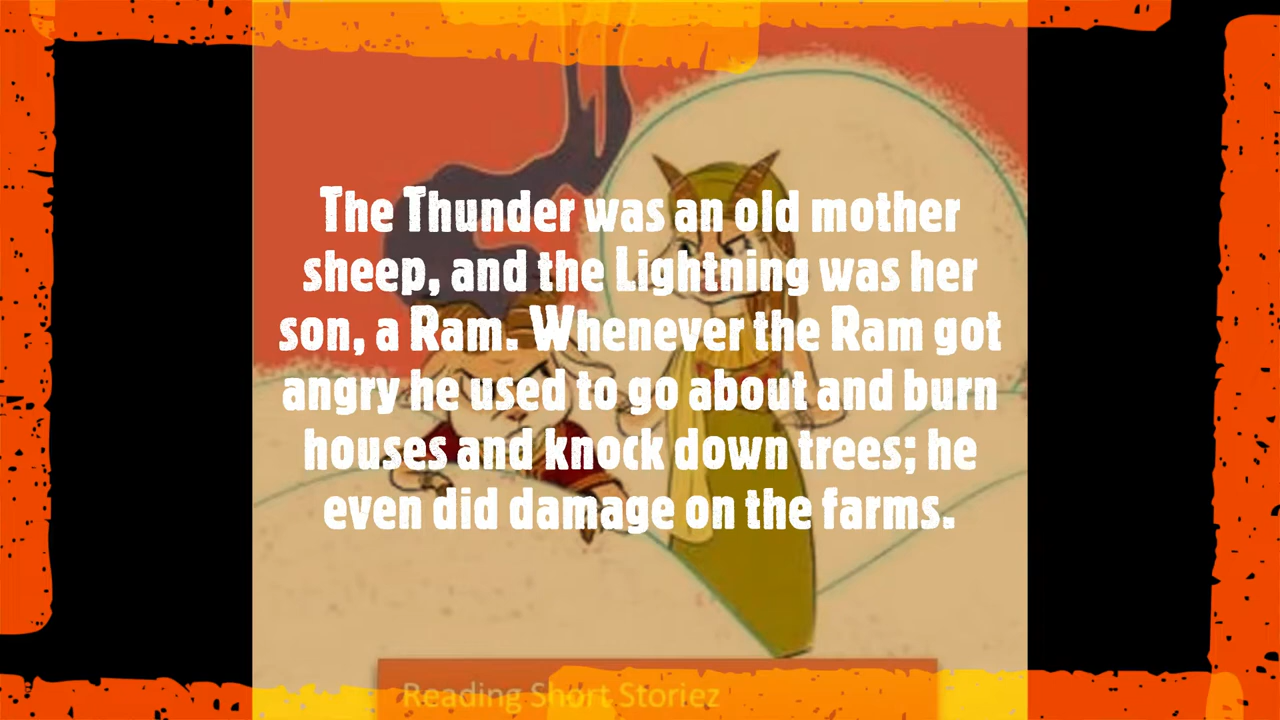 The Thunder was an old mother
sheep, and the Lightning was her
son, a Ram. Whenever the Ram got
angry he used to go about and burn
houses and knock down trees; he
even did damage on the farms.
Reading Short Storiez